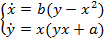 ẋ = b(y − x²)
ẏ = x(yx + a)